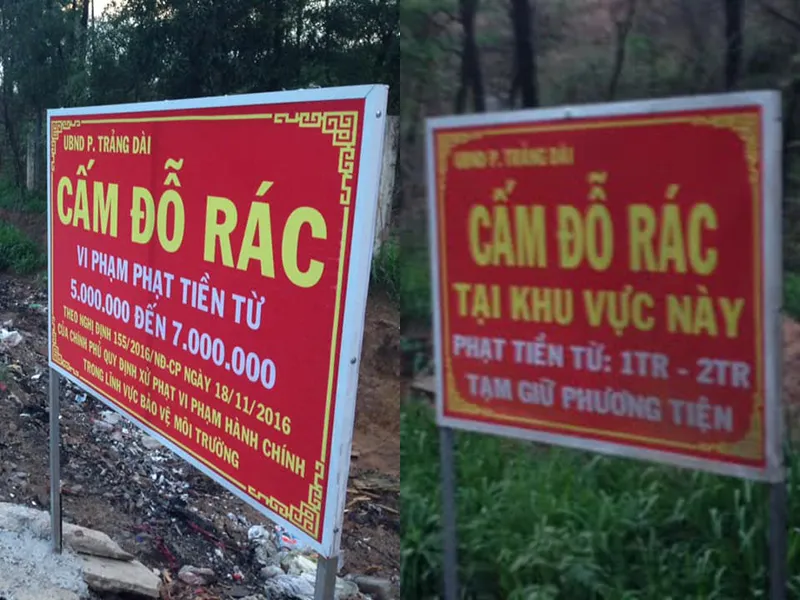 UBND P. TRẢNG DÀI
CẤM ĐỖ RÁC
VI PHẠM PHẠT TIỀN TỪ
5.000.000 ĐẾN 7.000.000
THEO NGHỊ ĐỊNH 155/2016/NĐ-CP NGÀY 18/11/2016
CỦA CHÍNH PHỦ QUY ĐỊNH XỬ PHẠT VI PHẠM HÀNH CHÍNH
TRONG LĨNH VỰC BẢO VỆ MÔI TRƯỜNG
UBND P. TRẢNG DÀI
CẤM ĐỖ RÁC
TẠI KHU VỰC NÀY
PHẠT TIỀN TỪ: 1TR - 2TR
TẠM GIỮ PHƯƠNG TIỆN